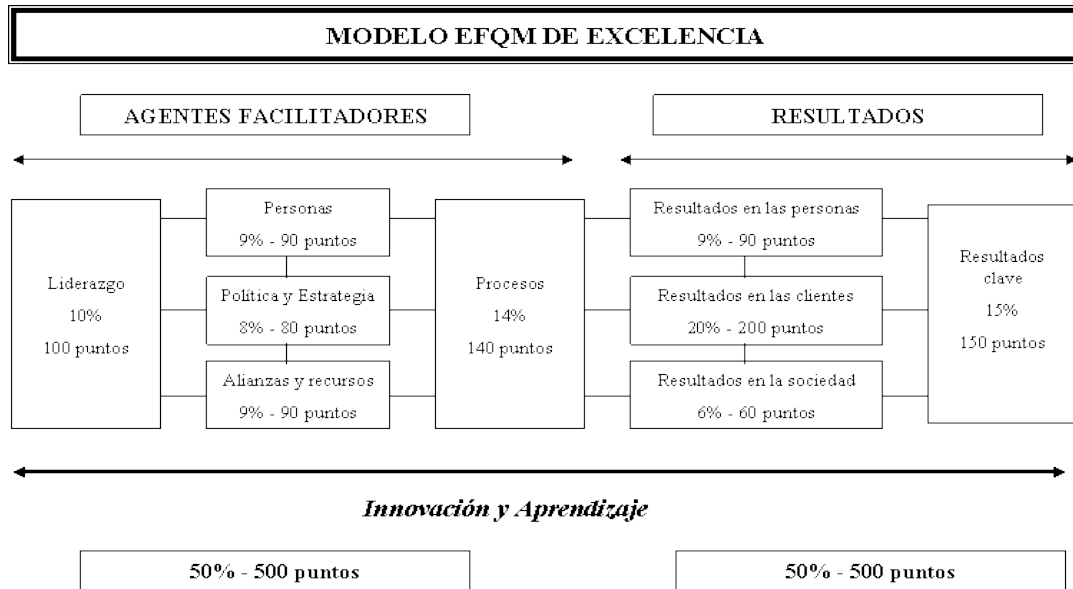 MODELO EFQM DE EXCELENCIA
AGENTES FACILITADORES
RESULTADOS
Liderazgo
10%
100 puntos
Personas
9% - 90 puntos
Política y Estrategia
8% - 80 puntos
Alianzas y recursos
9% - 90 puntos
Procesos
14%
140 puntos
Resultados en las personas
9% - 90 puntos
Resultados en las clientes
20% - 200 puntos
Resultados en la sociedad
6% - 60 puntos
Resultados
clave
15%
150 puntos
Innovación y Aprendizaje
50% - 500 puntos
50% - 500 puntos